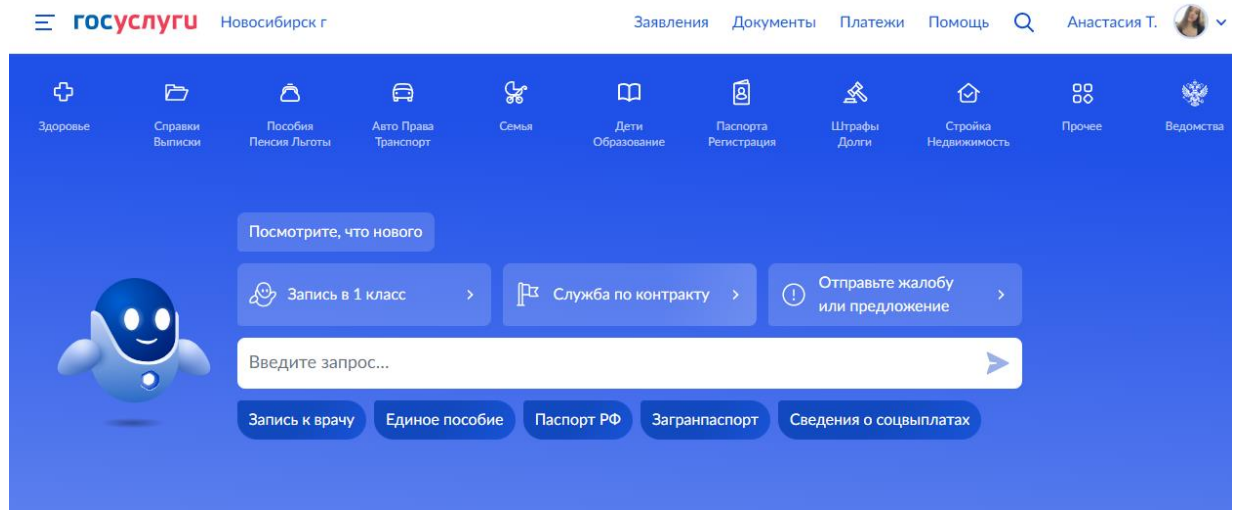 госуслуги
Новосибирск г
Заявления
Документы
Платежи
Помощь
Анастасия Т.
Здоровье
Справки
Выписки
Пособия
Пенсия Льготы
Авто Права
Транспорт
Семья
Дети
Образование
Паспорта
Регистрация
Штрафы
Долги
Стройка
Недвижимость
Прочее
Ведомства
Посмотрите, что нового
Запись в 1 класс
Служба по контракту
Отправьте жалобу
или предложение
Введите запрос...
Запись к врачу
Единое пособие
Паспорт РФ
Загранпаспорт
Сведения о соцвыплатах